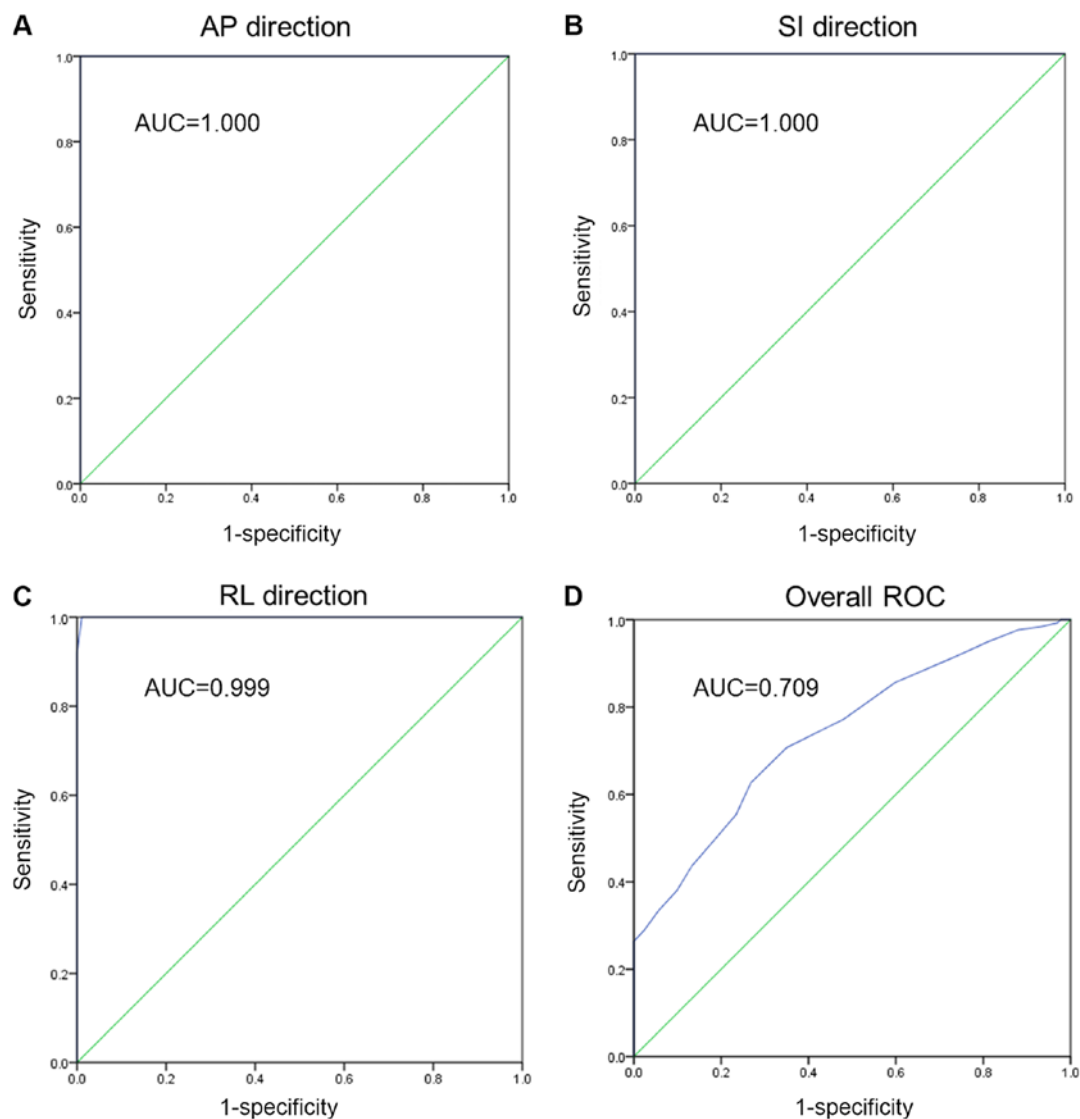 A
AP direction
AUC=1.000
Sensitivity
1.0
0.8
0.6
0.4
0.2
0.0
0.0 0.2 0.4 0.6 0.8 1.0
1-specificity
B
SI direction
AUC=1.000
Sensitivity
1.0
0.8
0.6
0.4
0.2
0.0
0.0 0.2 0.4 0.6 0.8 1.0
1-specificity
C
RL direction
AUC=0.999
Sensitivity
1.0
0.8
0.6
0.4
0.2
0.0
0.0 0.2 0.4 0.6 0.8 1.0
1-specificity
D
Overall ROC
AUC=0.709
Sensitivity
1.0
0.8
0.6
0.4
0.2
0.0
0.0 0.2 0.4 0.6 0.8 1.0
1-specificity